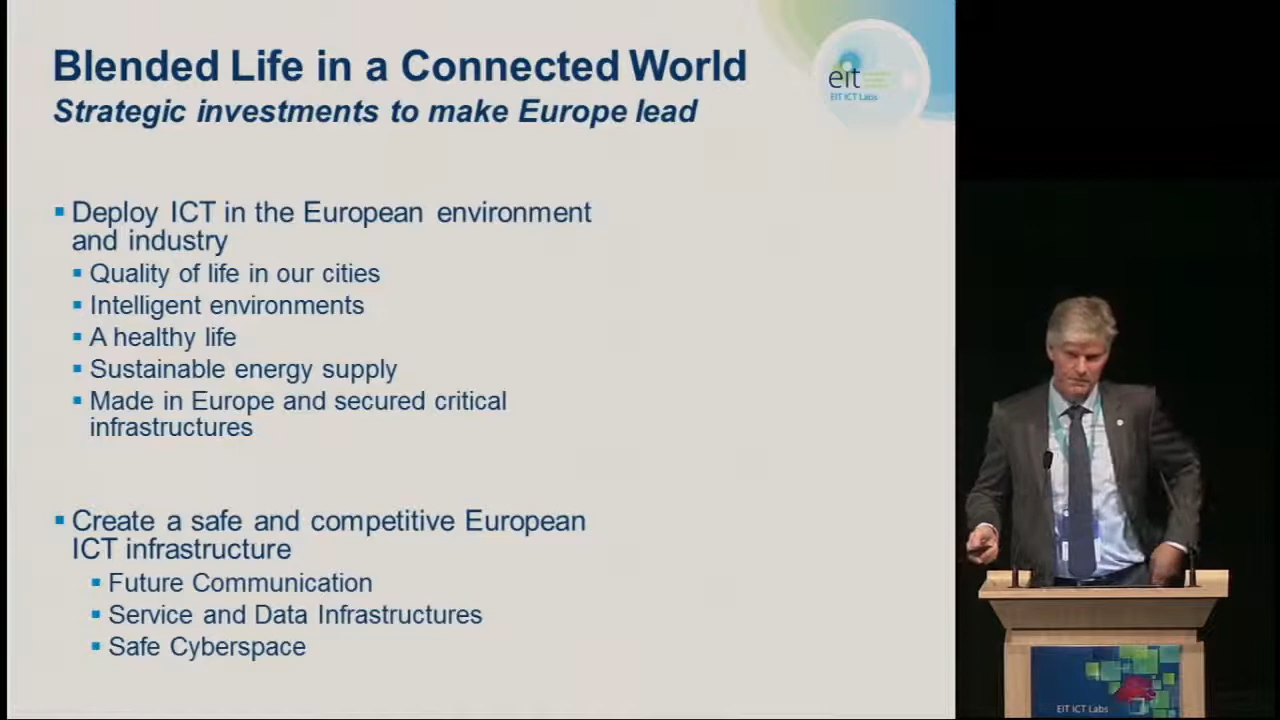 Blended Life in a Connected World
Strategic investments to make Europe lead
eit
EIT ICT Labs
Deploy ICT in the European environment
and industry
Quality of life in our cities
Intelligent environments
A healthy life
Sustainable energy supply
Made in Europe and secured critical
infrastructures
Create a safe and competitive European
ICT infrastructure
Future Communication
Service and Data Infrastructures
Safe Cyberspace
EIT ICT Labs